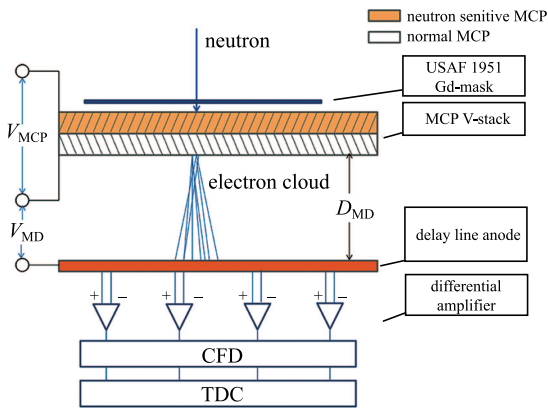 neutron senitive MCP
normal MCP
neutron
USAF 1951
Gd-mask
MCP V-stack
V_MCP
electron cloud
D_MD
V_MD
delay line anode
differential
amplifier
+ − + − + − + −
CFD
TDC